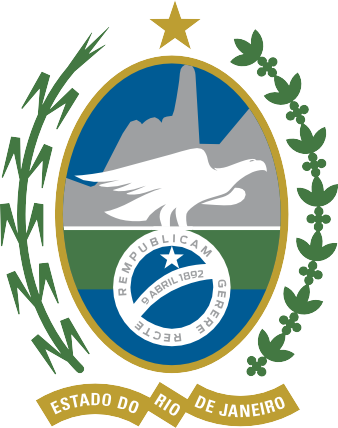 RECTE REMPUBLICAM GERERE
9 ABRIL 1892
ESTADO DO RIO DE JANEIRO